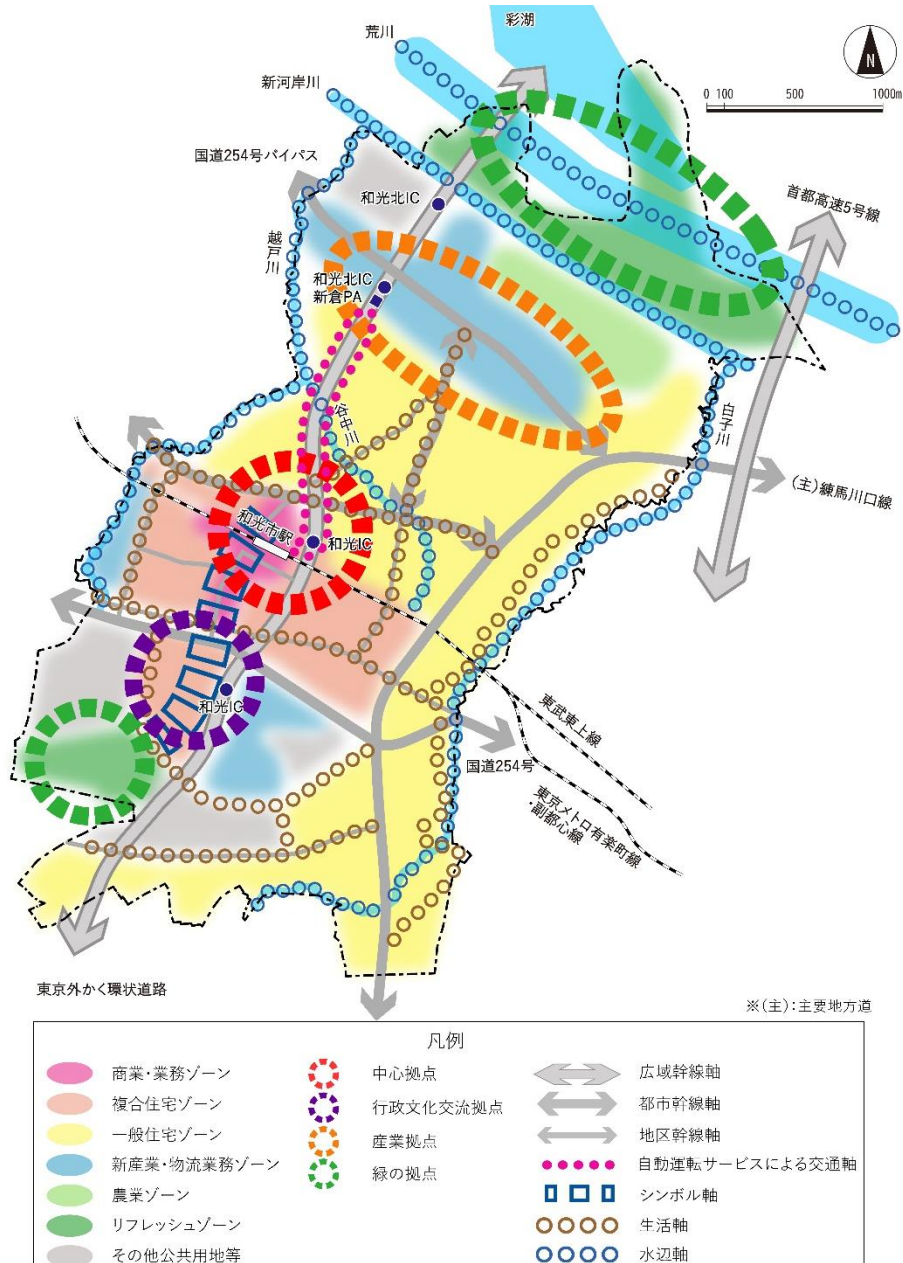 彩湖
荒川
新河岸川
N
0 100 500 1000m
国道254号バイパス
和光北IC
首都高速5号線
越戸川
和光北IC
新倉PA
谷中川
白子川
(主)練馬川口線
和光市駅
和光IC
和光IC
東武東上線
国道254号
東京メトロ有楽町線
・副都心線
東京外かく環状道路
※(主):主要地方道
凡例
商業・業務ゾーン
複合住宅ゾーン
一般住宅ゾーン
新産業・物流業務ゾーン
農業ゾーン
リフレッシュゾーン
その他公共用地等
中心拠点
行政文化交流拠点
産業拠点
緑の拠点
広域幹線軸
都市幹線軸
地区幹線軸
自動運転サービスによる交通軸
シンボル軸
生活軸
水辺軸